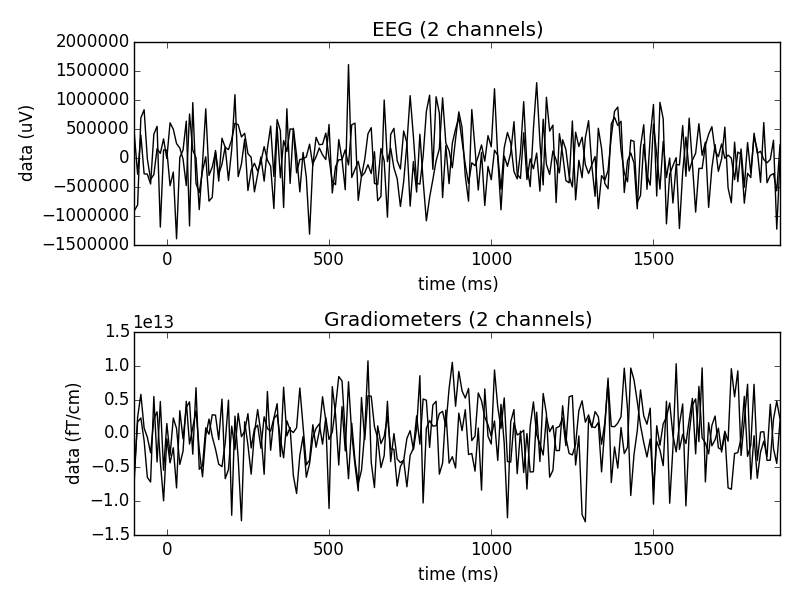 EEG (2 channels)
2000000
1500000
1000000
500000
0
−500000
−1000000
−1500000
data (uV)
0 500 1000 1500
time (ms)
Gradiometers (2 channels)
1e13
1.5
1.0
0.5
0.0
−0.5
−1.0
−1.5
data (fT/cm)
0 500 1000 1500
time (ms)